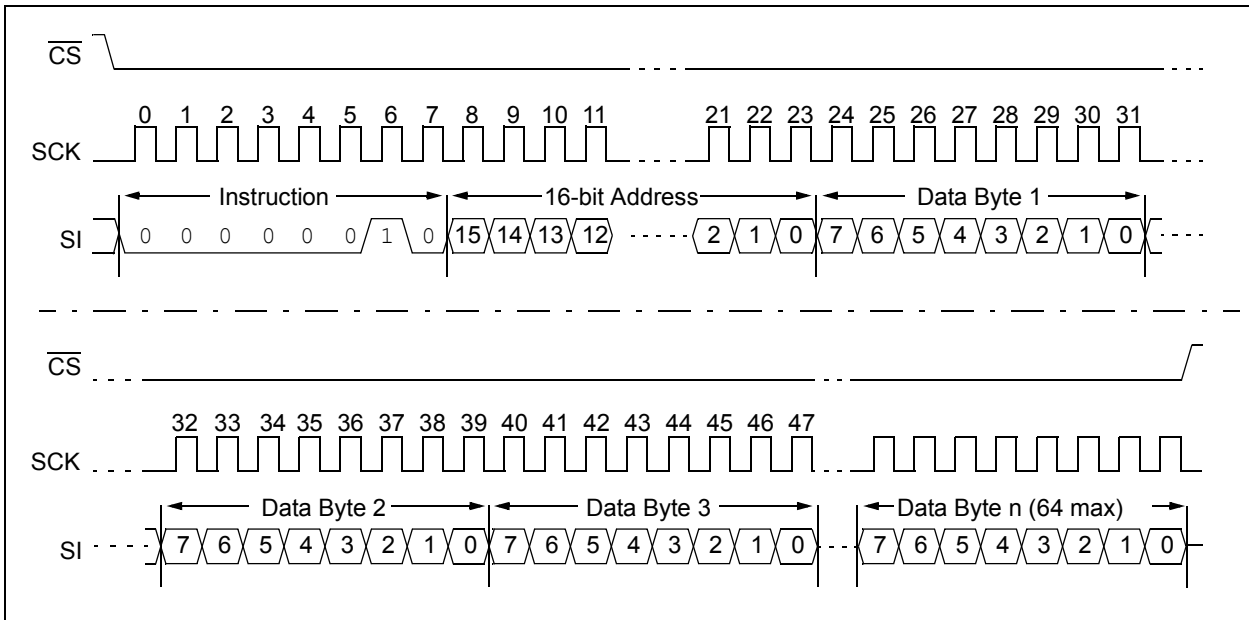 CS
0 1 2 3 4 5 6 7 8 9 10 11 21 22 23 24 25 26 27 28 29 30 31
SCK
Instruction 16-bit Address Data Byte 1
SI 0 0 0 0 0 0 1 0 15 14 13 12 2 1 0 7 6 5 4 3 2 1 0
CS
32 33 34 35 36 37 38 39 40 41 42 43 44 45 46 47
SCK
Data Byte 2 Data Byte 3 Data Byte n (64 max)
SI 7 6 5 4 3 2 1 0 7 6 5 4 3 2 1 0 7 6 5 4 3 2 1 0